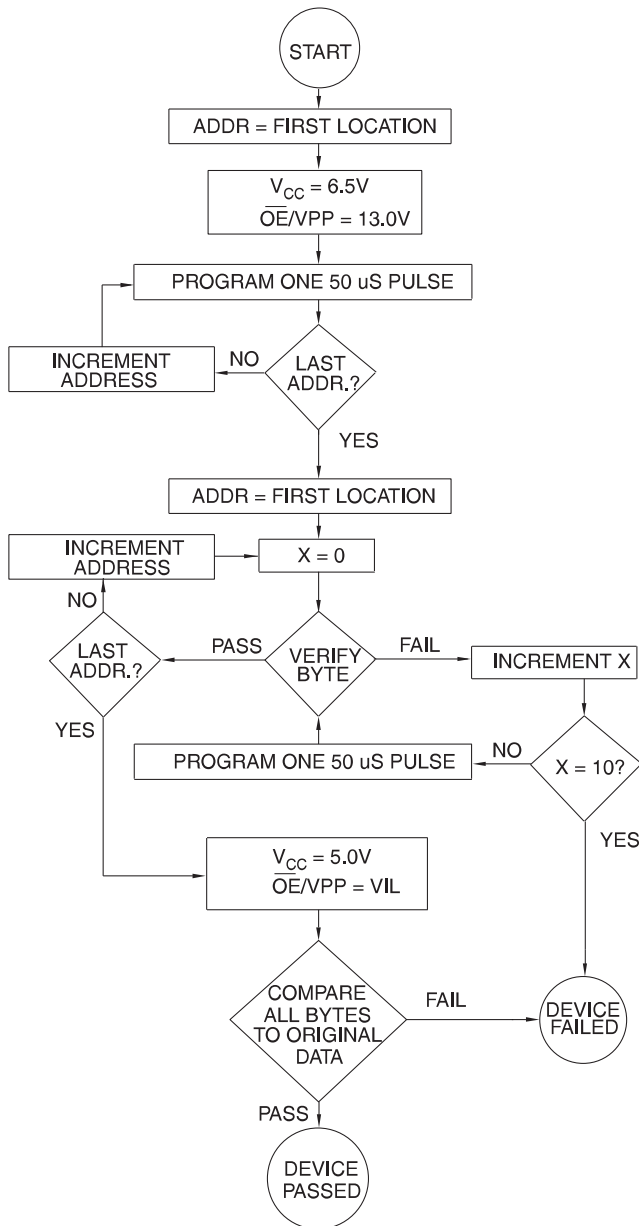 START
ADDR = FIRST LOCATION
VCC = 6.5V
OE/VPP = 13.0V
PROGRAM ONE 50 uS PULSE
INCREMENT
ADDRESS
NO
LAST
ADDR.?
YES
ADDR = FIRST LOCATION
INCREMENT
ADDRESS
X = 0
NO
LAST
ADDR.?
PASS
VERIFY
BYTE
FAIL
INCREMENT X
YES
PROGRAM ONE 50 uS PULSE
NO
X = 10?
YES
VCC = 5.0V
OE/VPP = VIL
COMPARE
ALL BYTES
TO ORIGINAL
DATA
FAIL
DEVICE
FAILED
PASS
DEVICE
PASSED